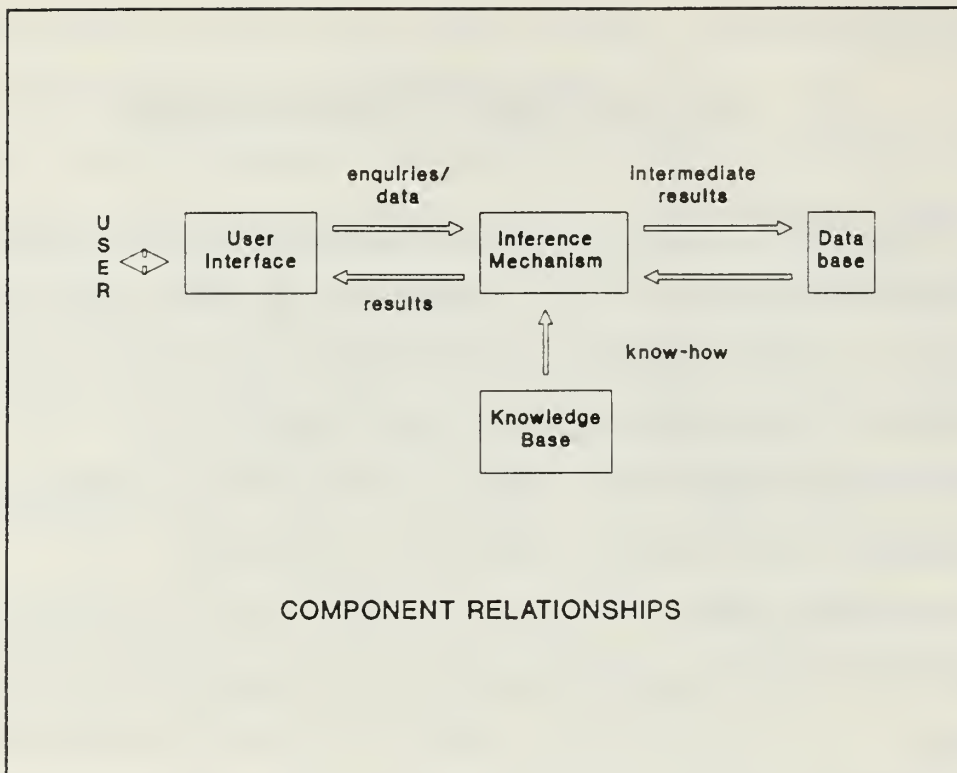 enquiries/
data
intermediate
results
U
S
E
R
User
Interface
Inference
Mechanism
Data
base
results
know-how
Knowledge
Base
COMPONENT RELATIONSHIPS